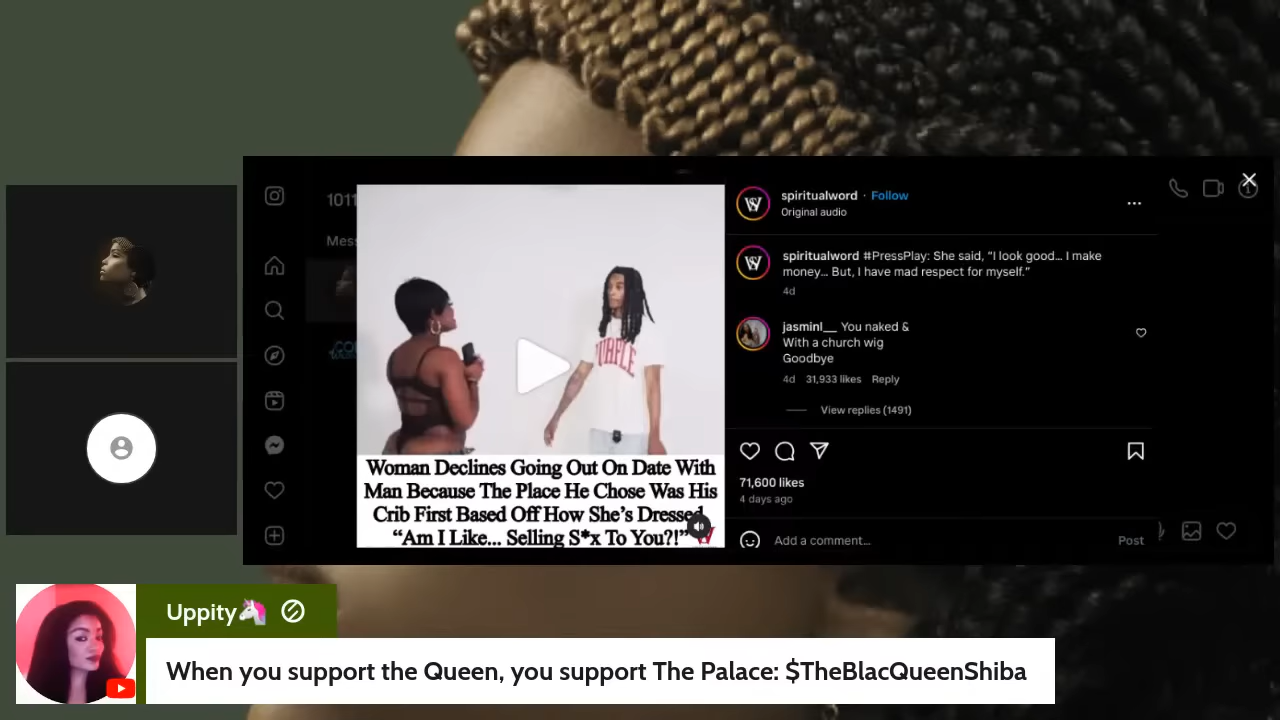 1011
Mess
spiritualword · Follow
Original audio
spiritualword #PressPlay: She said, “I look good… I make
money… But, I have mad respect for myself.”
4d
jasminl__ You naked &
With a church wig
Goodbye
4d 31,933 likes Reply
View replies (1491)
71,600 likes
4 days ago
Add a comment…
Post
PURPLE
Woman Declines Going Out On Date With
Man Because The Place He Chose Was His
Crib First Based Off How She’s Dressed
“Am I Like... Selling S*x To You?!”
W
Uppity🦄
When you support the Queen, you support The Palace: $TheBlacQueenShiba